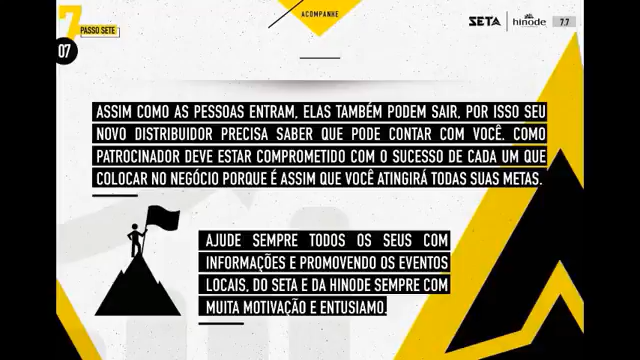 7
PASSO SETE
07
ACOMPANHE
SETA hinode 7.7
ASSIM COMO AS PESSOAS ENTRAM, ELAS TAMBÉM PODEM SAIR, POR ISSO SEU
NOVO DISTRIBUIDOR PRECISA SABER QUE PODE CONTAR COM VOCÊ. COMO
PATROCINADOR DEVE ESTAR COMPROMETIDO COM O SUCESSO DE CADA UM QUE
COLOCAR NO NEGÓCIO PORQUE É ASSIM QUE VOCÊ ATINGIRÁ TODAS SUAS METAS.
AJUDE SEMPRE TODOS OS SEUS COM
INFORMAÇÕES E PROMOVENDO OS EVENTOS
LOCAIS, DO SETA E DA HINODE SEMPRE COM
MUITA MOTIVAÇÃO E ENTUSIAMO.